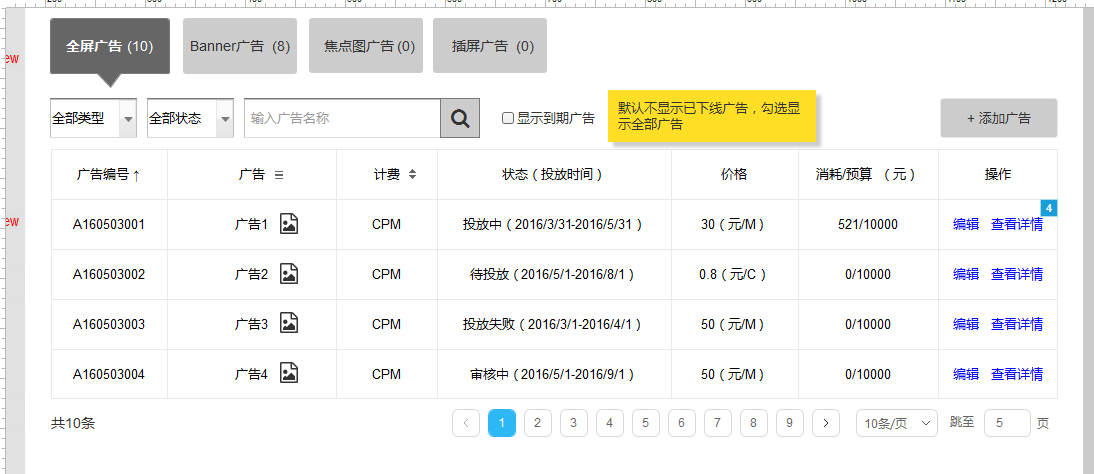 全屏广告 (10)
Banner广告 (8)
焦点图广告(0)
插屏广告 (0)
全部类型
全部状态
输入广告名称
显示到期广告
默认不显示已下线广告，勾选显
示全部广告
+ 添加广告
广告编号↑ 广告 计费 状态（投放时间） 价格 消耗/预算 （元） 操作
4
A160503001 广告1 CPM 投放中（2016/3/31-2016/5/31） 30（元/M） 521/10000 编辑 查看详情
A160503002 广告2 CPM 待投放（2016/5/1-2016/8/1） 0.8（元/C） 0/10000 编辑 查看详情
A160503003 广告3 CPM 投放失败（2016/3/1-2016/4/1） 50（元/M） 0/10000 编辑 查看详情
A160503004 广告4 CPM 审核中（2016/5/1-2016/9/1） 50（元/M） 0/10000 编辑 查看详情
共10条 1 2 3 4 5 6 7 8 9 10条/页 跳至 5 页